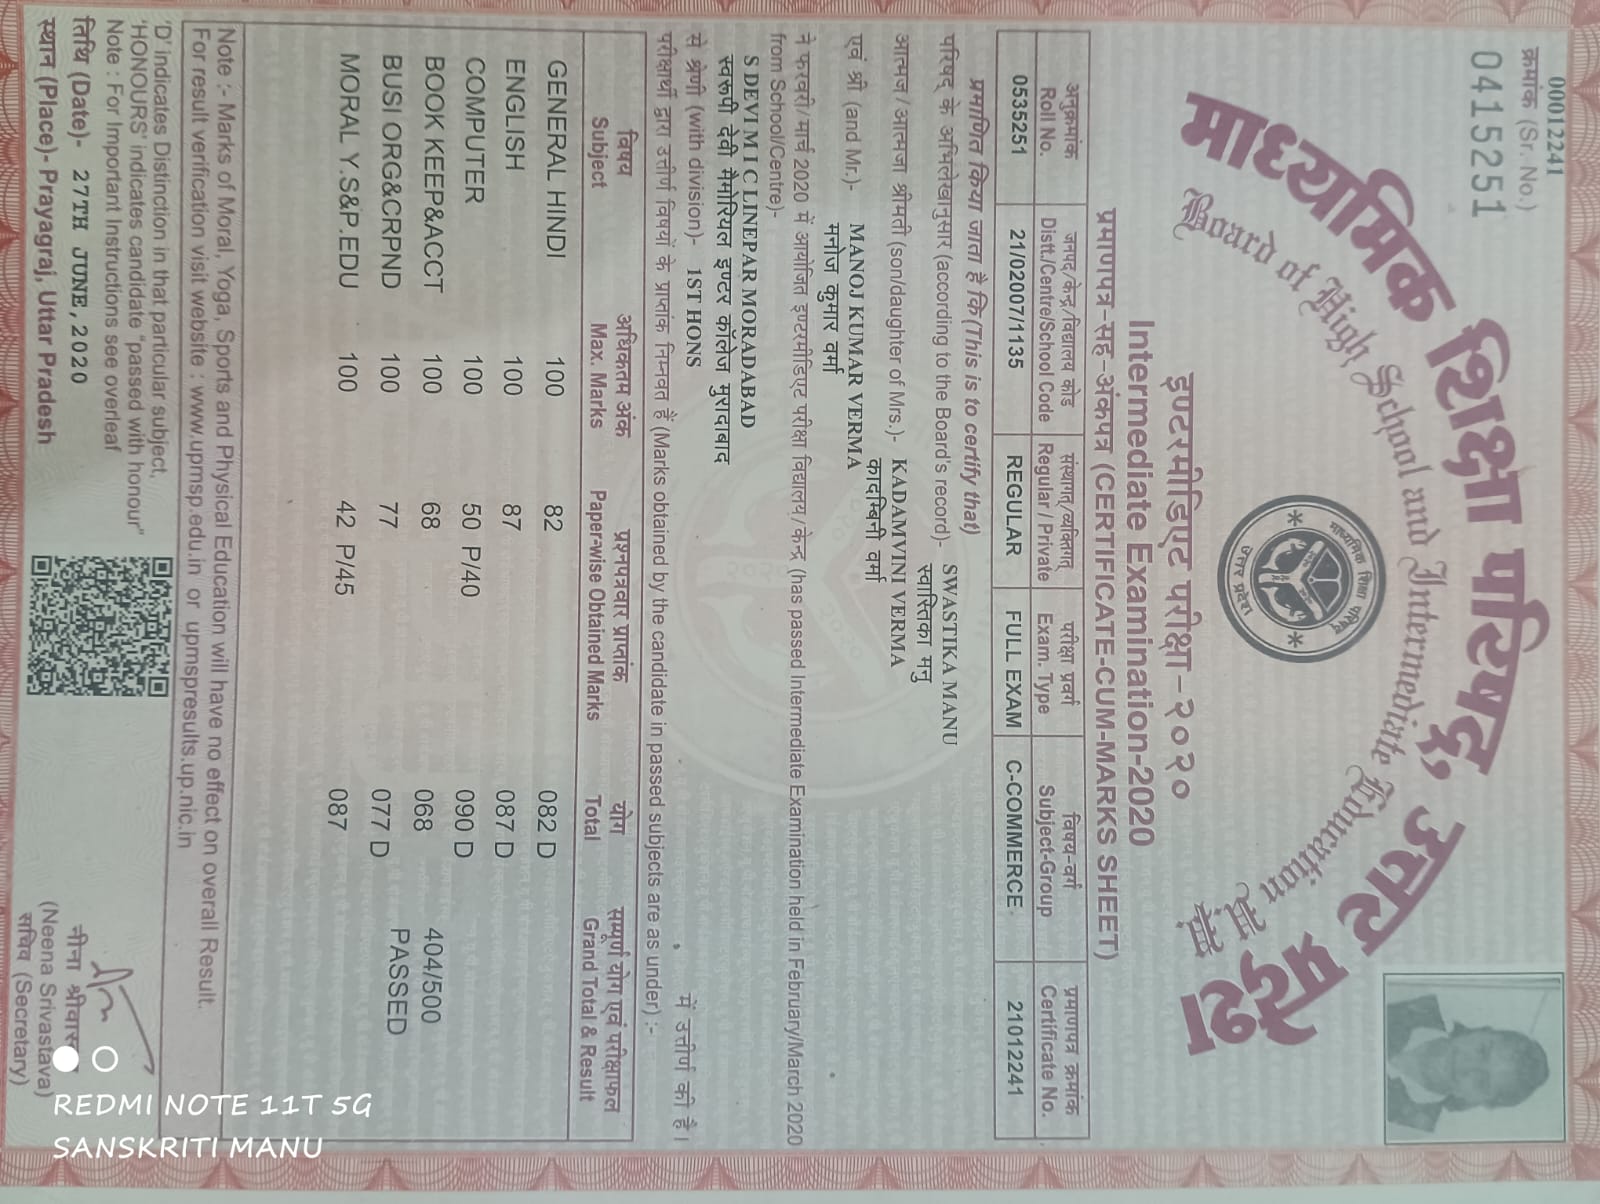 00012241
क्रमांक (Sr. No.)
0415251
माध्यमिक शिक्षा परिषद्, उत्तर प्रदेश
Board of High School and Intermediate Education
माध्यमिक शिक्षा परिषद
उत्तर प्रदेश
इण्टरमीडिएट परीक्षा-२०२०
Intermediate Examination-2020
प्रमाणपत्र-सह-अंकपत्र (CERTIFICATE-CUM-MARKS SHEET)
अनुक्रमांक जनपद/केन्द्र/विद्यालय कोड संस्थागत/व्यक्तिगत् परीक्षा प्रवर्ग विषय-वर्ग प्रमाणपत्र क्रमांक
Roll No. Distt./Centre/School Code Regular / Private Exam. Type Subject-Group Certificate No.
0535251 21/02007/1135 REGULAR FULL EXAM C-COMMERCE 21012241
प्रमाणित किया जाता है कि (This is to certify that)
परिषद् के अभिलेखानुसार (according to the Board's record)- SWASTIKA MANU
स्वास्तिका मनु
आत्मज/आत्मजा श्रीमती (son/daughter of Mrs.)- KADAMVINI VERMA
कादम्बिनी वर्मा
एवं श्री (and Mr.)- MANOJ KUMAR VERMA
मनोज कुमार वर्मा
ने फरवरी/मार्च 2020 में आयोजित इण्टरमीडिएट परीक्षा विद्यालय/केन्द्र (has passed Intermediate Examination held in February/March 2020
from School/Centre)-
S DEVI M I C LINEPAR MORADABAD
स्वरूपी देवी मैमोरियल इण्टर कॉलेज मुरादाबाद
से श्रेणी (with division)- 1ST HONS में उत्तीर्ण की है।
परीक्षार्थी द्वारा उत्तीर्ण विषयों के प्राप्तांक निम्नवत हैं (Marks obtained by the candidate in passed subjects are as under) :-
विषय अधिकतम अंक प्रश्नपत्रवार प्राप्तांक योग सम्पूर्ण योग एवं परीक्षाफल
Subject Max. Marks Paper-wise Obtained Marks Total Grand Total & Result
GENERAL HINDI 100 82 082 D
ENGLISH 100 87 087 D
COMPUTER 100 50 P/40 090 D
BOOK KEEP&ACCT 100 68 068 404/500
BUSI ORG&CRPND 100 77 077 D PASSED
MORAL Y.S&P.EDU 100 42 P/45 087
Note :- Marks of Moral, Yoga, Sports and Physical Education will have no effect on overall Result.
For result verification visit website : www.upmsp.edu.in or upmspresults.up.nic.in
'D' indicates Distinction in that particular subject.
'HONOURS' indicates candidate "passed with honour"
Note : For Important Instructions see overleaf
तिथि (Date)- 27TH JUNE, 2020
स्थान (Place)- Prayagraj, Uttar Pradesh
नीना श्रीवास्तव
(Neena Srivastava)
सचिव (Secretary)
REDMI NOTE 11T 5G
SANSKRITI MANU